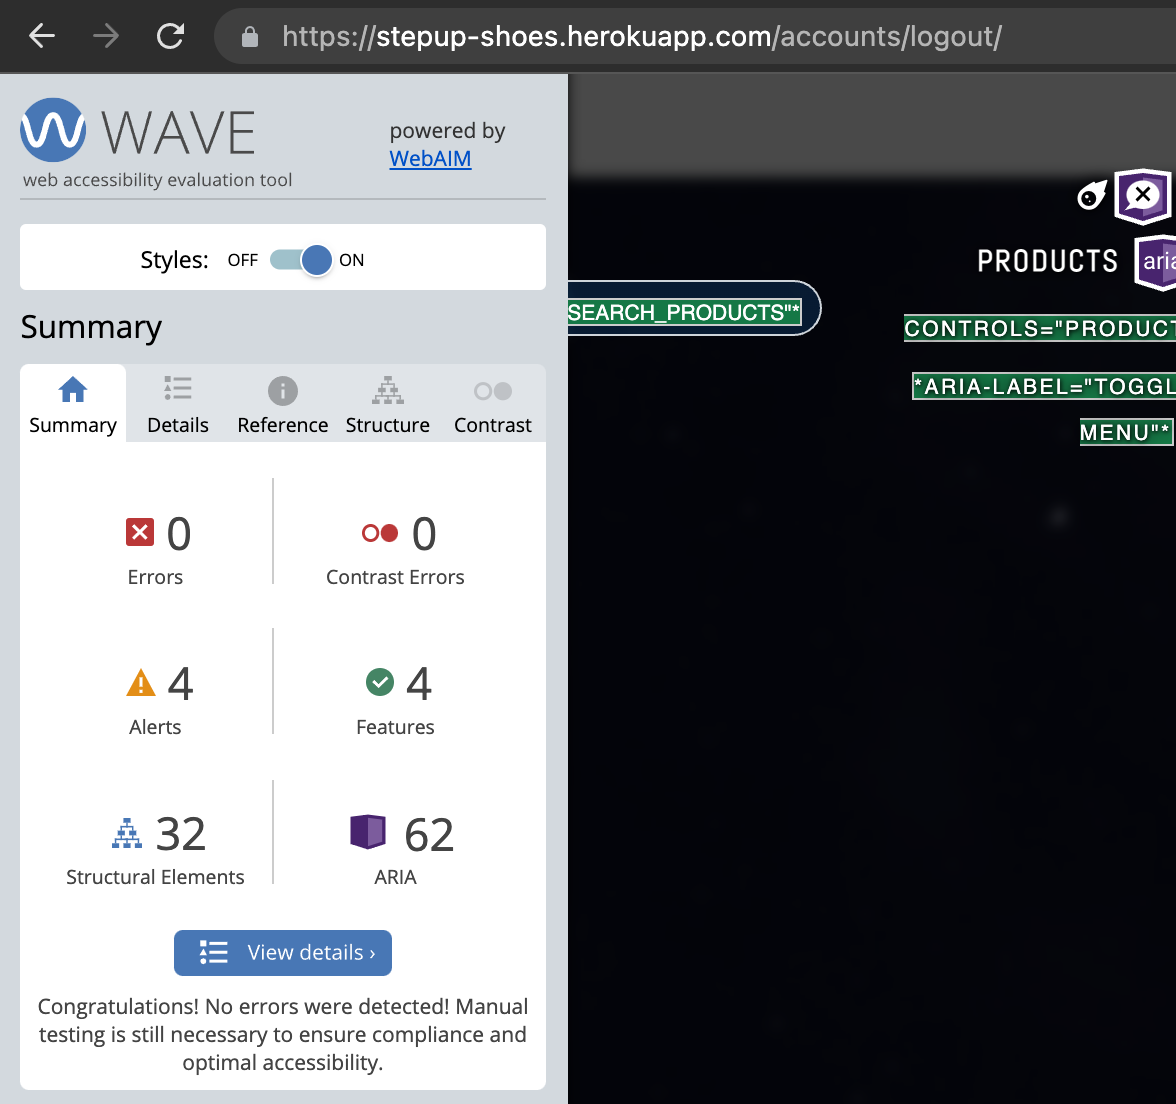 https://stepup-shoes.herokuapp.com/accounts/logout/
WAVE
web accessibility evaluation tool
powered by
WebAIM
Styles: OFF ON
Summary
Summary Details Reference Structure Contrast
0 0
Errors Contrast Errors
4 4
Alerts Features
32 62
Structural Elements ARIA
View details ›
Congratulations! No errors were detected! Manual
testing is still necessary to ensure compliance and
optimal accessibility.
SEARCH_PRODUCTS"*
PRODUCTS aria
CONTROLS="PRODUCT
*ARIA-LABEL="TOGGL
MENU"*